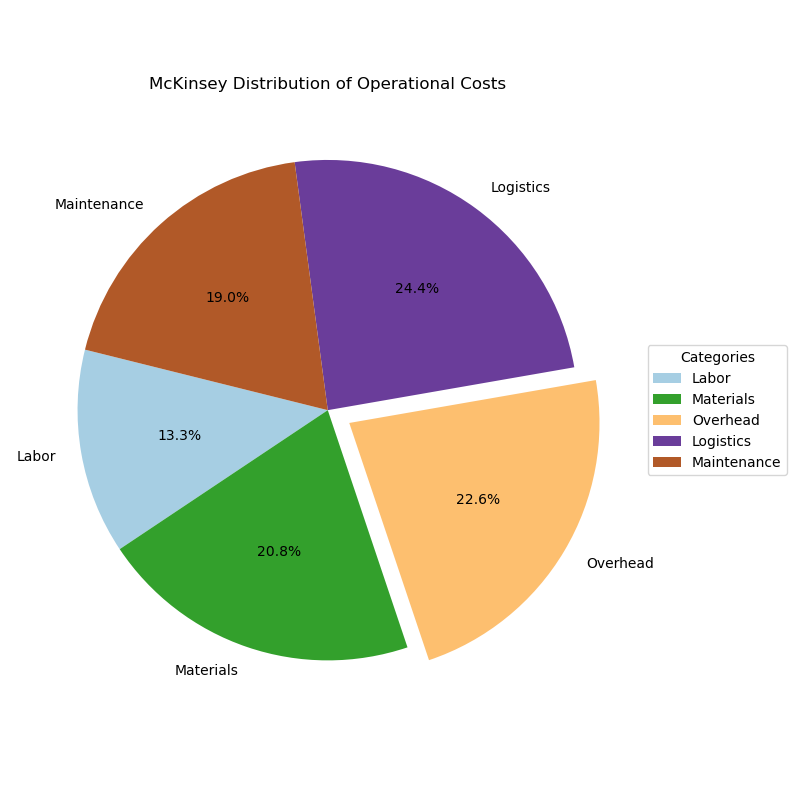 McKinsey Distribution of Operational Costs
Logistics
Maintenance
24.4%
19.0%
Categories
Labor
Materials
Overhead
Logistics
Maintenance
13.3%
Labor
22.6%
20.8%
Overhead
Materials